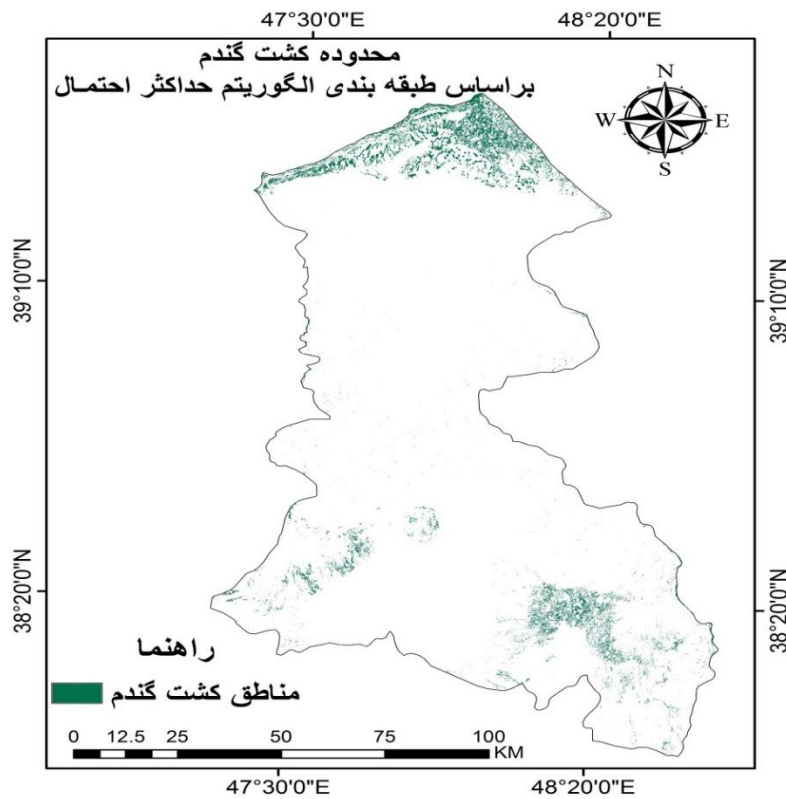 47°30'0"E
48°20'0"E
محدوده کشت گندم
براساس طبقه بندی الگوریتم حداکثر احتمال
N
W
E
S
39°10'0"N
39°10'0"N
38°20'0"N
38°20'0"N
راهنما
مناطق کشت گندم
0 12.5 25 50 75 100
KM
47°30'0"E
48°20'0"E